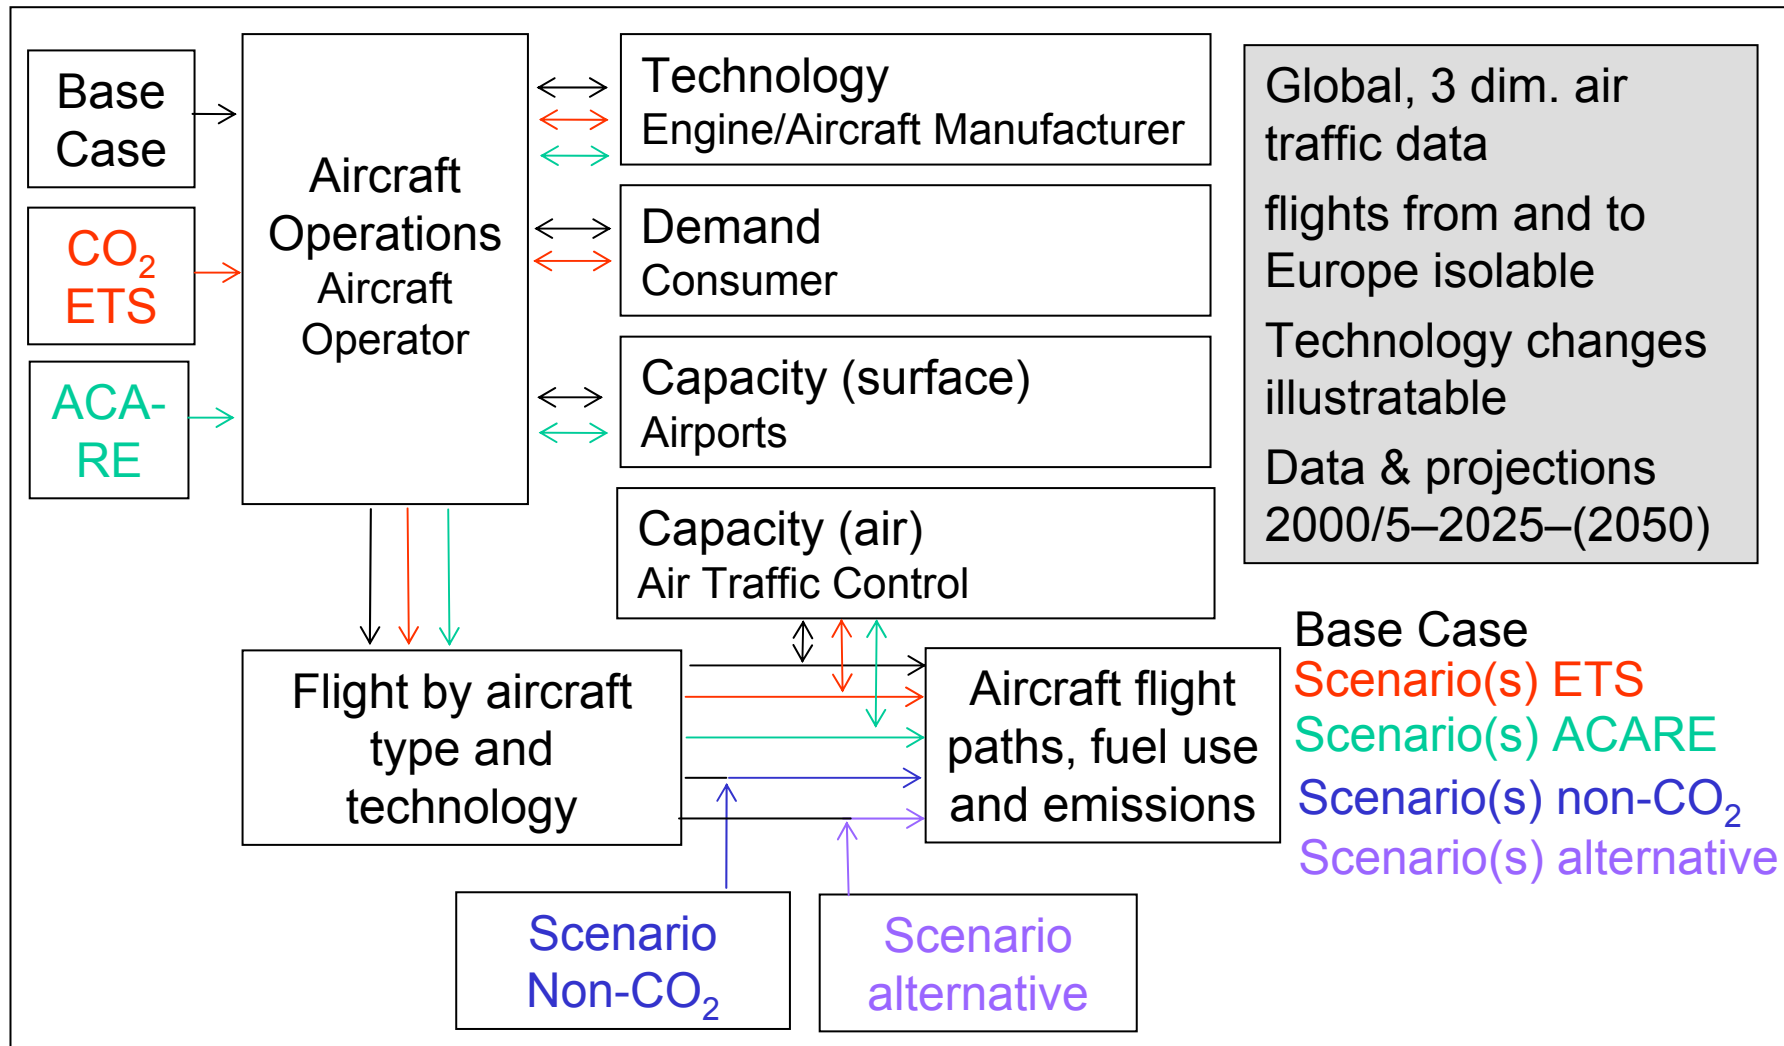 Base
Case
CO₂
ETS
ACA-
RE
Aircraft
Operations
Aircraft
Operator
Technology
Engine/Aircraft Manufacturer
Demand
Consumer
Capacity (surface)
Airports
Capacity (air)
Air Traffic Control
Global, 3 dim. air
traffic data
flights from and to
Europe isolable
Technology changes
illustratable
Data & projections
2000/5–2025–(2050)
Flight by aircraft
type and
technology
Aircraft flight
paths, fuel use
and emissions
Base Case
Scenario(s) ETS
Scenario(s) ACARE
Scenario(s) non-CO₂
Scenario(s) alternative
Scenario
Non-CO₂
Scenario
alternative